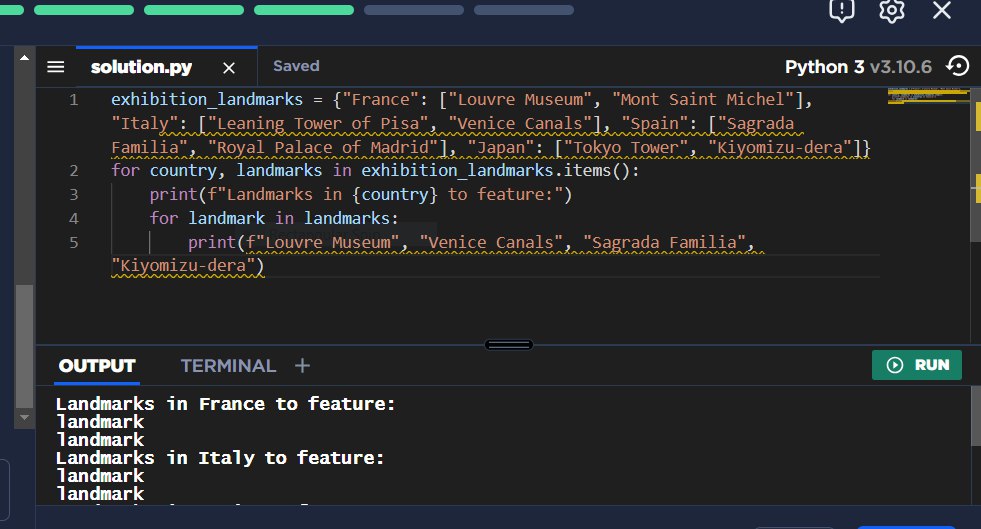 solution.py
Saved
Python 3 v3.10.6
1 exhibition_landmarks = {"France": ["Louvre Museum", "Mont Saint Michel"],
"Italy": ["Leaning Tower of Pisa", "Venice Canals"], "Spain": ["Sagrada
Familia", "Royal Palace of Madrid"], "Japan": ["Tokyo Tower", "Kiyomizu-dera"]}
2 for country, landmarks in exhibition_landmarks.items():
3 print(f"Landmarks in {country} to feature:")
4 for landmark in landmarks:
5 print(f"Louvre Museum", "Venice Canals", "Sagrada Familia",
"Kiyomizu-dera")
OUTPUT
TERMINAL
RUN
Landmarks in France to feature:
landmark
landmark
Landmarks in Italy to feature:
landmark
landmark